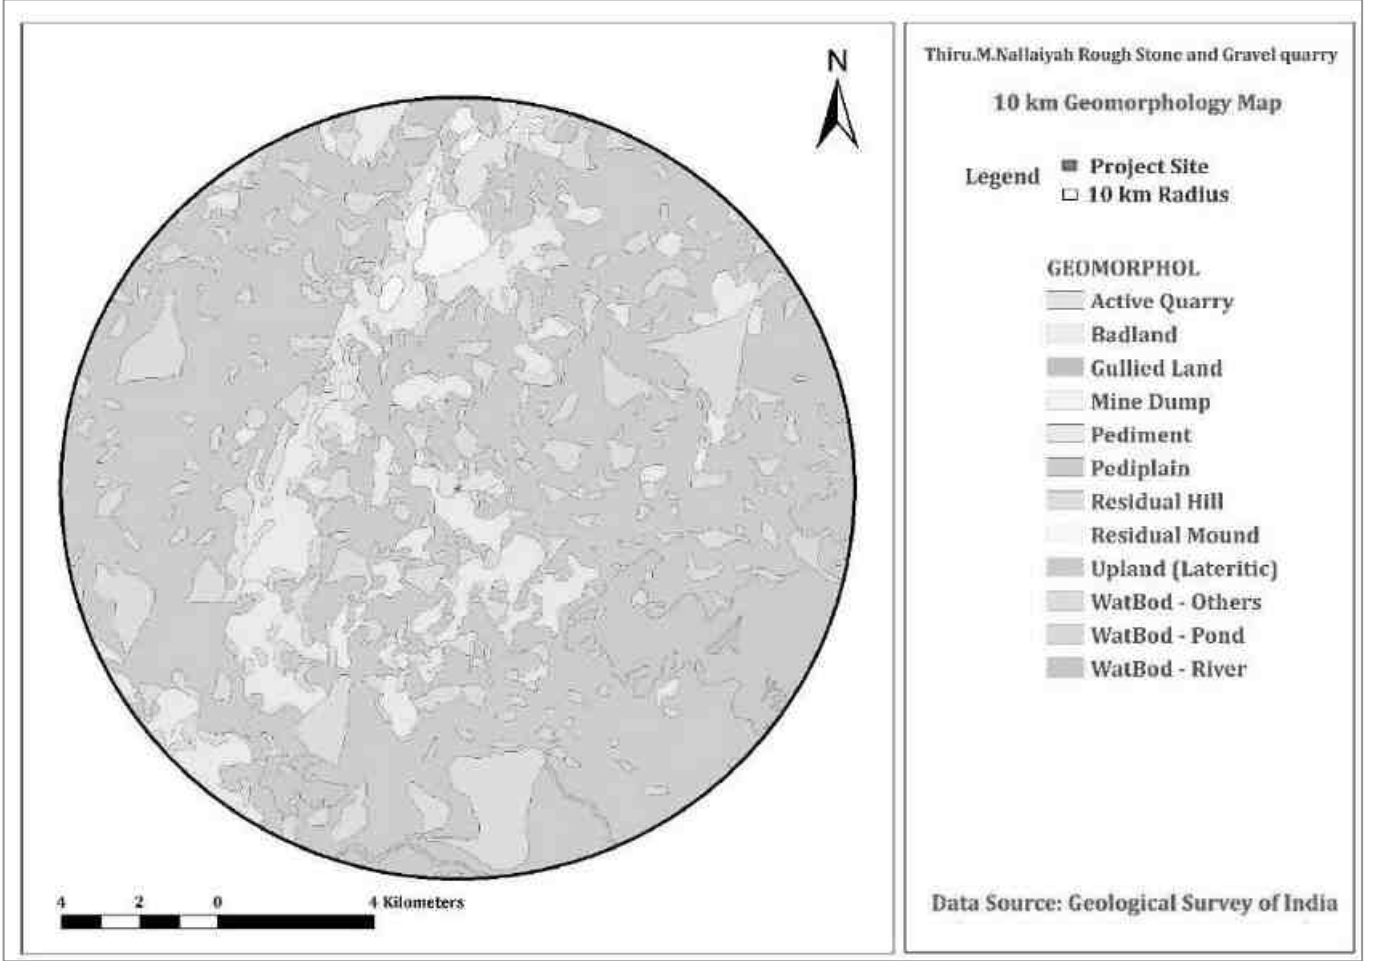 N
4 2 0 4 Kilometers
Thiru.M.Nallaiyah Rough Stone and Gravel quarry
10 km Geomorphology Map
Legend
Project Site
10 km Radius
GEOMORPHOL
Active Quarry
Badland
Gullied Land
Mine Dump
Pediment
Pediplain
Residual Hill
Residual Mound
Upland (Lateritic)
WatBod - Others
WatBod - Pond
WatBod - River
Data Source: Geological Survey of India